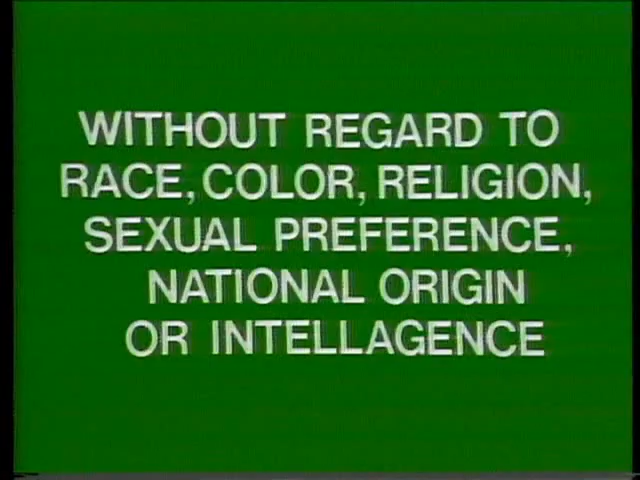 WITHOUT REGARD TO
RACE, COLOR, RELIGION,
SEXUAL PREFERENCE,
NATIONAL ORIGIN
OR INTELLAGENCE